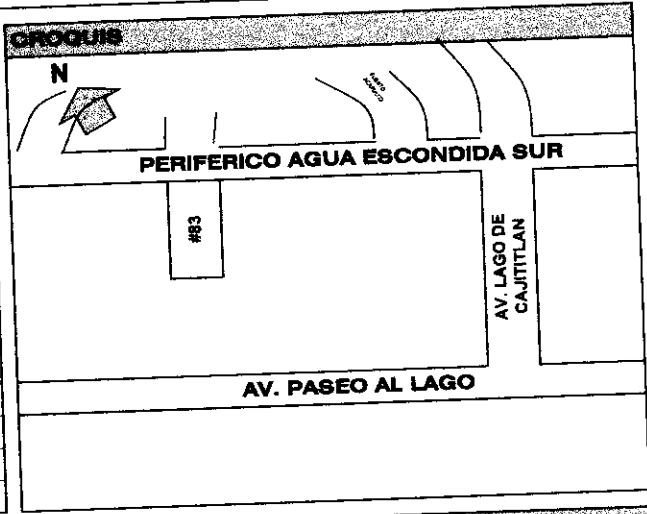 CROQUIS
N
PERIFERICO AGUA ESCONDIDA SUR
#83
AV. LAGO DE
CAJITITLAN
AV. PASEO AL LAGO